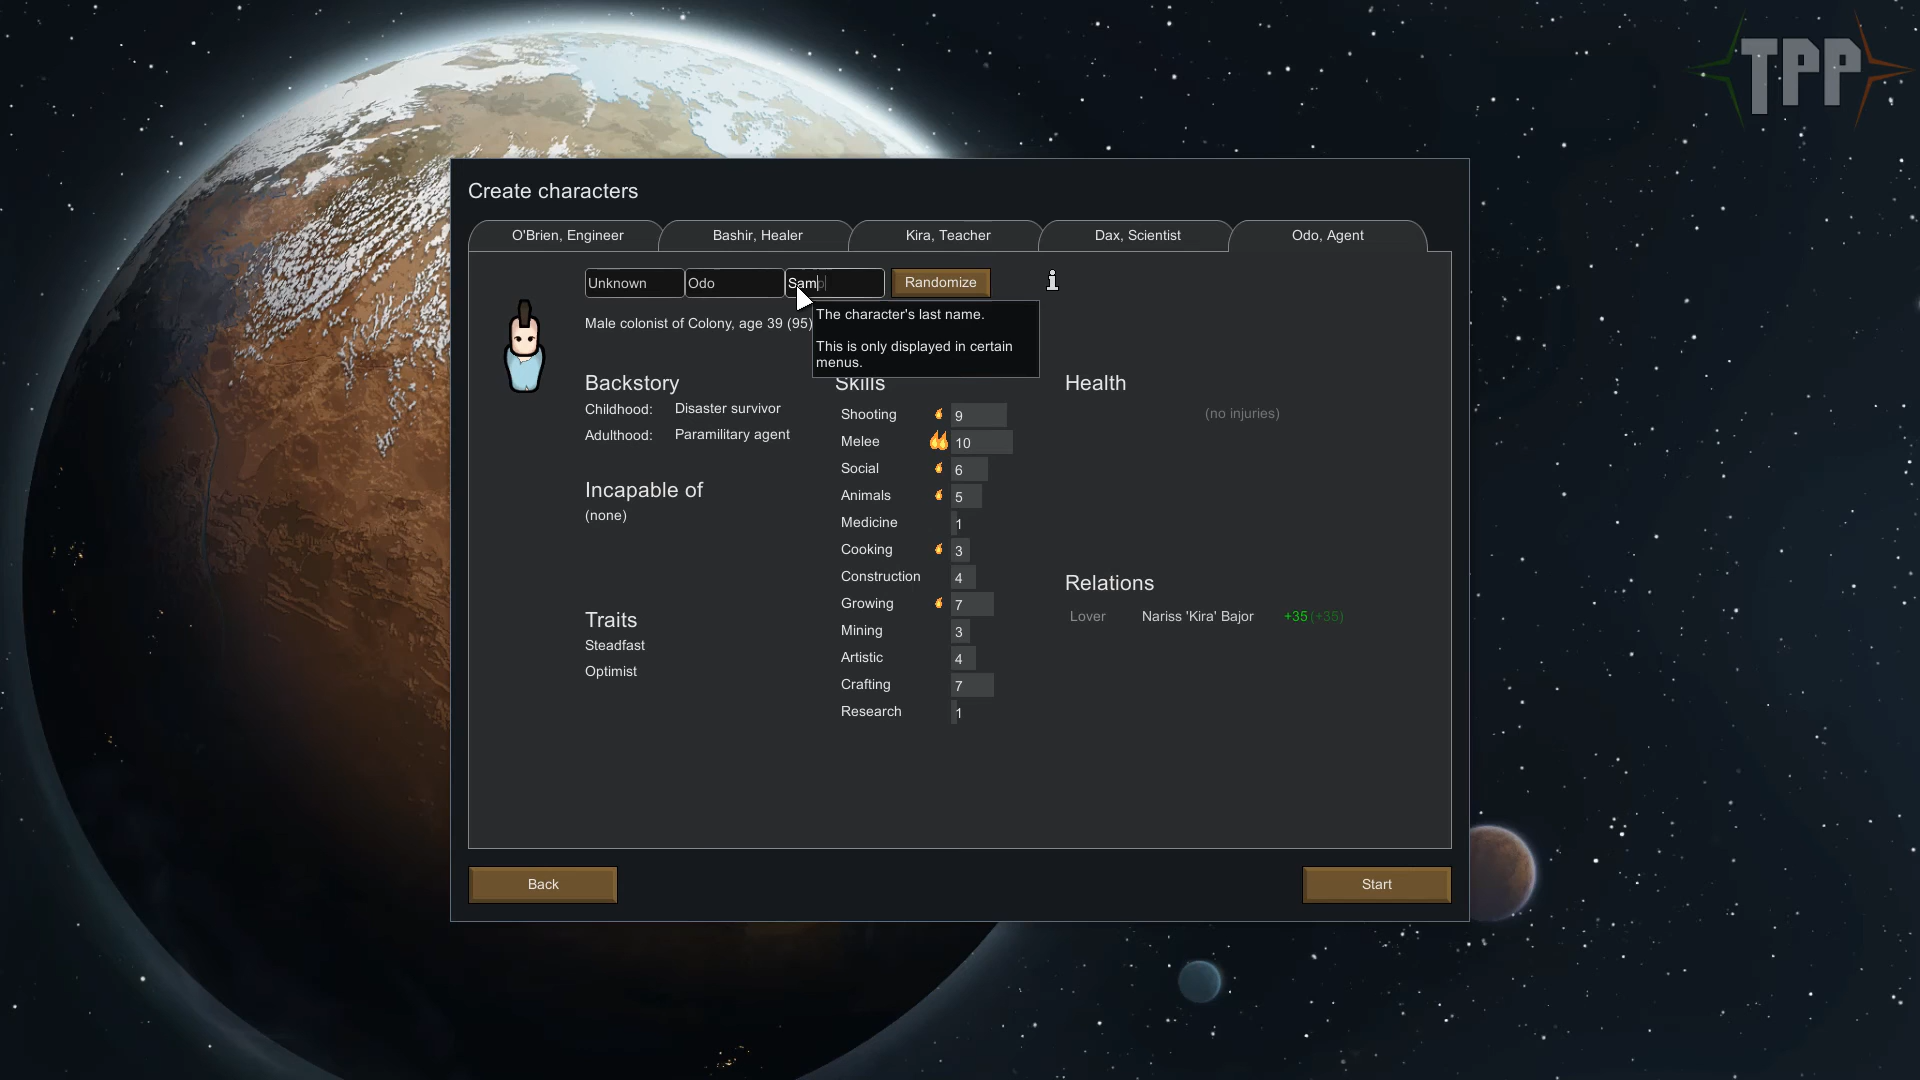 TPP
Create characters
O'Brien, Engineer
Bashir, Healer
Kira, Teacher
Dax, Scientist
Odo, Agent
Unknown
Odo
Sam
Randomize
Male colonist of Colony, age 39 (95)
The character's last name.
This is only displayed in certain
menus.
Backstory
Childhood: Disaster survivor
Adulthood: Paramilitary agent
Incapable of
(none)
Traits
Steadfast
Optimist
Skills
Shooting 9
Melee 10
Social 6
Animals 5
Medicine 1
Cooking 3
Construction 4
Growing 7
Mining 3
Artistic 4
Crafting 7
Research 1
Health
(no injuries)
Relations
Lover Nariss 'Kira' Bajor +35 (+35)
Back
Start